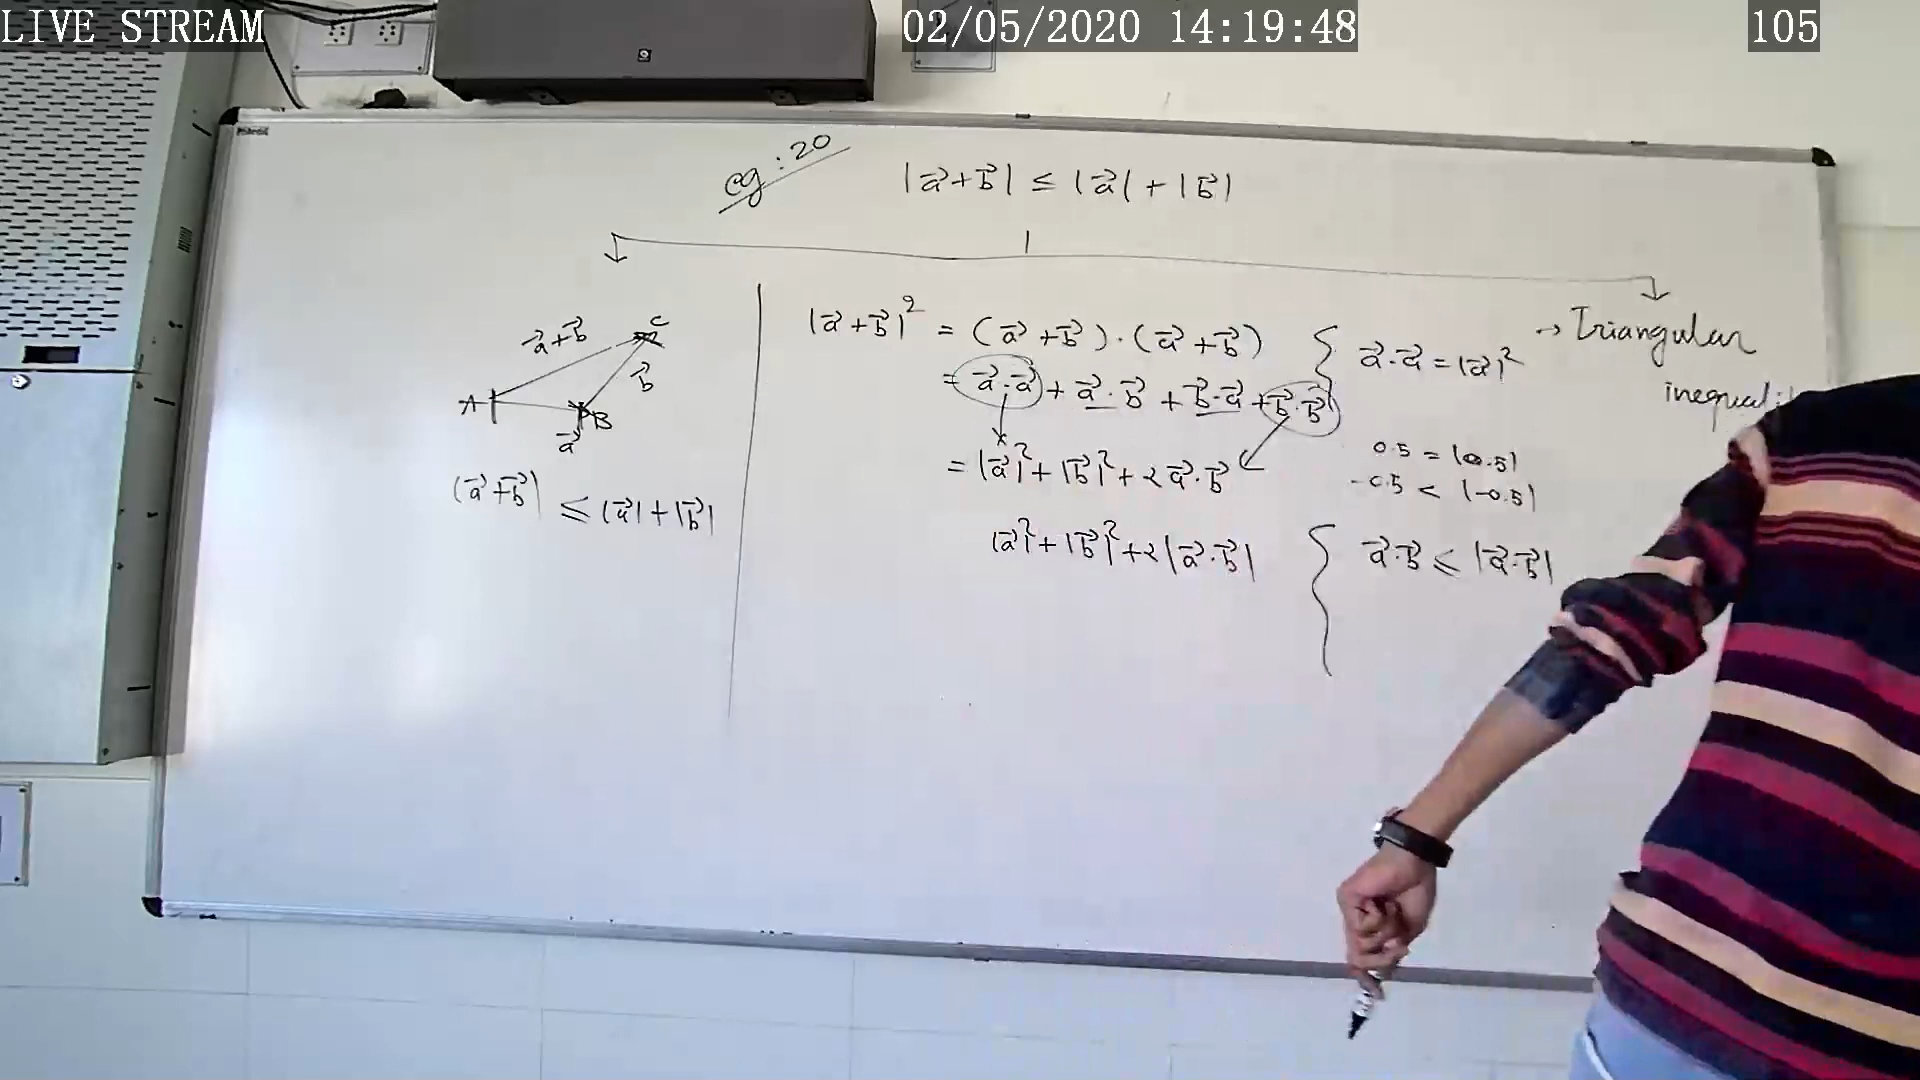 LIVE STREAM
02/05/2020 14:19:48
105
eg: 20
|a⃗+b⃗| ≤ |a⃗| + |b⃗|
a⃗+b⃗
C
b⃗
A
B
a⃗
|a⃗+b⃗| ≤ |a⃗|+|b⃗|
|a⃗+b⃗|² = (a⃗+b⃗)·(a⃗+b⃗)
= a⃗·a⃗ + a⃗·b⃗ + b⃗·a⃗ + b⃗·b⃗
= |a⃗|²+|b⃗|²+2a⃗·b⃗
|a⃗|²+|b⃗|²+2|a⃗·b⃗|
{ a⃗·a⃗ = |a⃗|²
0.5 = |0.5|
-0.5 < |-0.5|
{ a⃗·b⃗ ≤ |a⃗·b⃗|
→ Triangular